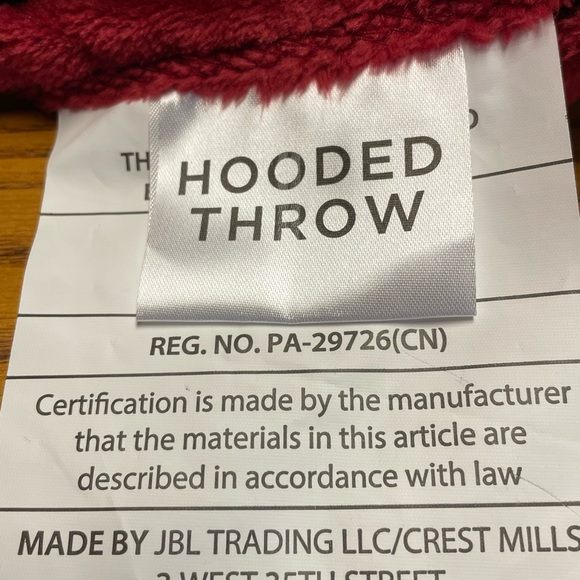 HOODED
THROW
REG. NO. PA-29726(CN)
Certification is made by the manufacturer
that the materials in this article are
described in accordance with law
MADE BY JBL TRADING LLC/CREST MILLS